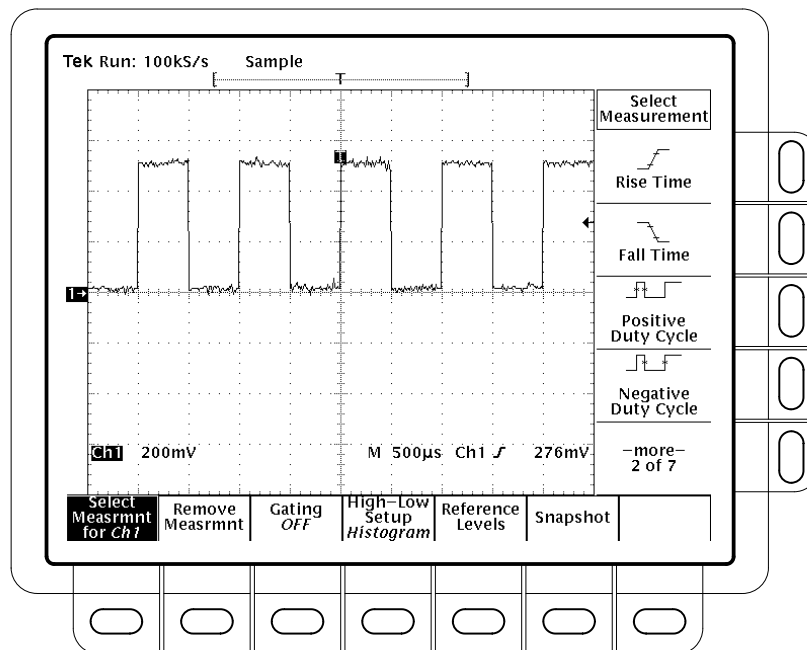 Tek Run: 100kS/s Sample
T
Select
Measurement
Rise Time
Fall Time
Positive
Duty Cycle
Negative
Duty Cycle
–more–
2 of 7
T
1→
Ch1 200mV M 500µs Ch1 276mV
Select
Measrmnt
for Ch1
Remove
Measrmnt
Gating
OFF
High–Low
Setup
Histogram
Reference
Levels
Snapshot